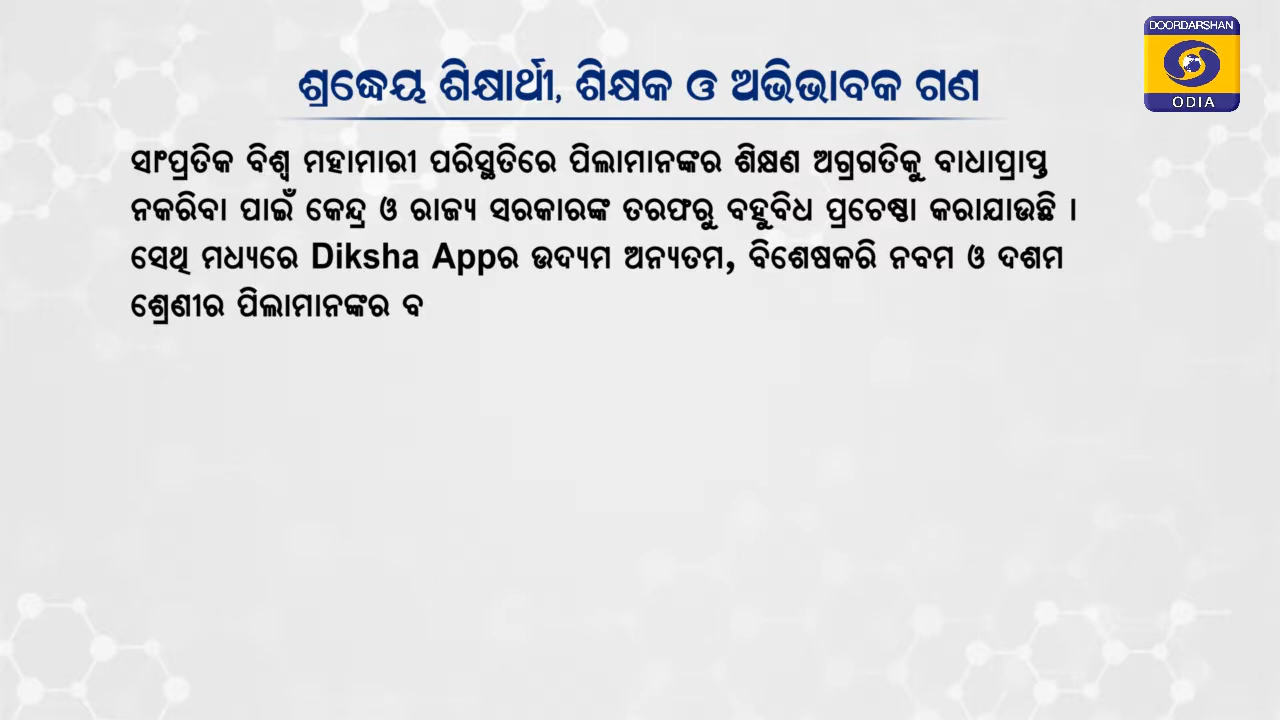 DOORDARSHAN
ODIA
ଶ୍ରଦ୍ଧେୟ ଶିକ୍ଷାର୍ଥୀ, ଶିକ୍ଷକ ଓ ଅଭିଭାବକ ଗଣ
ସାଂପ୍ରତିକ ବିଶ୍ୱ ମହାମାରୀ ପରିସ୍ଥିତିରେ ପିଲାମାନଙ୍କର ଶିକ୍ଷଣ ଅଗ୍ରଗତିକୁ ବାଧାପ୍ରାପ୍ତ
ନକରିବା ପାଇଁ କେନ୍ଦ୍ର ଓ ରାଜ୍ୟ ସରକାରଙ୍କ ତରଫରୁ ବହୁବିଧ ପ୍ରଚେଷ୍ଠା କରାଯାଉଛି ।
ସେଥି ମଧ୍ୟରେ Diksha Appର ଉଦ୍ୟମ ଅନ୍ୟତମ, ବିଶେଷକରି ନବମ ଓ ଦଶମ
ଶ୍ରେଣୀର ପିଲାମାନଙ୍କର ବ